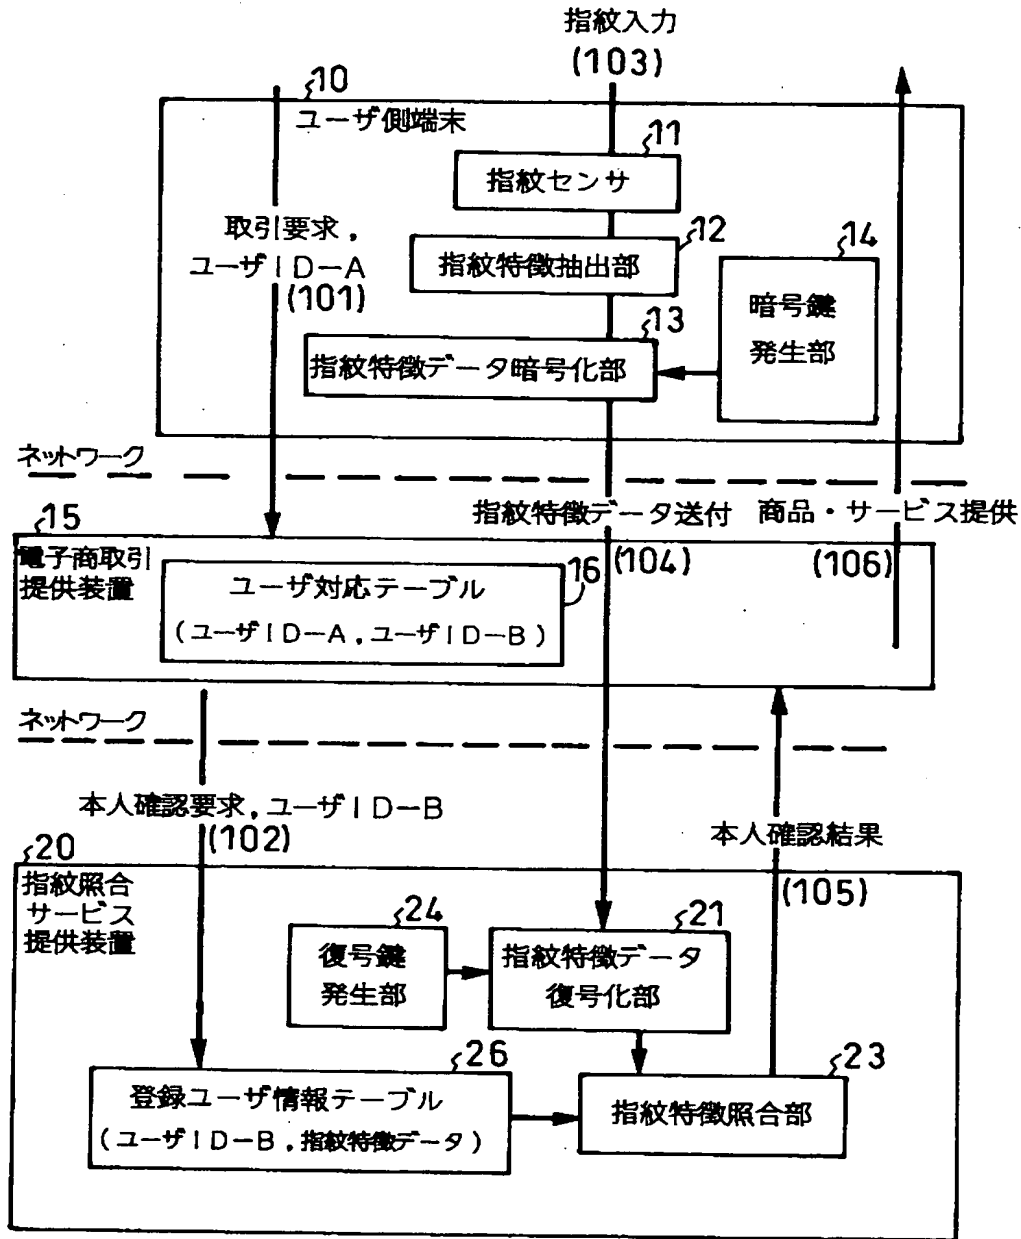 指紋入力
(103)
10
ユーザ側端末
11
指紋センサ
取引要求,
ユーザID-A
(101)
12
指紋特徴抽出部
14
暗号鍵
発生部
13
指紋特徴データ暗号化部
ネットワーク
指紋特徴データ送付
(104)
商品・サービス提供
(106)
15
電子商取引
提供装置
16
ユーザ対応テーブル
(ユーザID-A,ユーザID-B)
ネットワーク
本人確認要求,ユーザID-B
(102)
本人確認結果
(105)
20
指紋照合
サービス
提供装置
24
復号鍵
発生部
21
指紋特徴データ
復号化部
26
登録ユーザ情報テーブル
(ユーザID-B,指紋特徴データ)
23
指紋特徴照合部